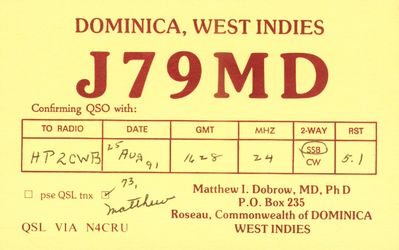 DOMINICA, WEST INDIES
J79MD
Confirming QSO with:
TO RADIO DATE GMT MHZ 2-WAY RST
HP2CWB 25 AUG 91 1628 24 SSB CW 5.1
pse QSL tnx 73,
Matthew
Matthew I. Dobrow, MD, PhD
P.O. Box 235
Roseau, Commonwealth of DOMINICA
WEST INDIES
QSL VIA N4CRU